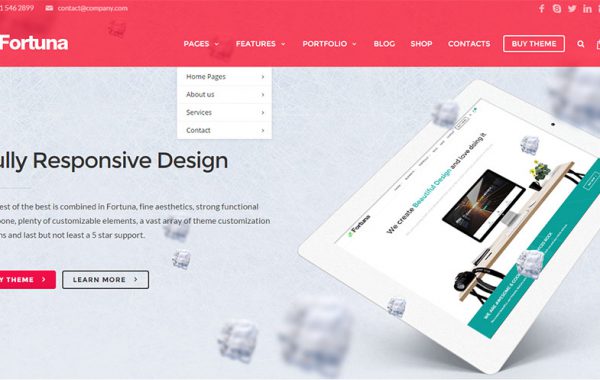 1 546 2899 contact@company.com
Fortuna
PAGES FEATURES PORTFOLIO BLOG SHOP CONTACTS BUY THEME
Home Pages
About us
Services
Contact
ully Responsive Design
est of the best is combined in Fortuna, fine aesthetics, strong functional
one, plenty of customizable elements, a vast array of theme customization
ns and last but not least a 5 star support.
Y THEME
LEARN MORE
Fortuna
We create Beautiful Design and love doing it